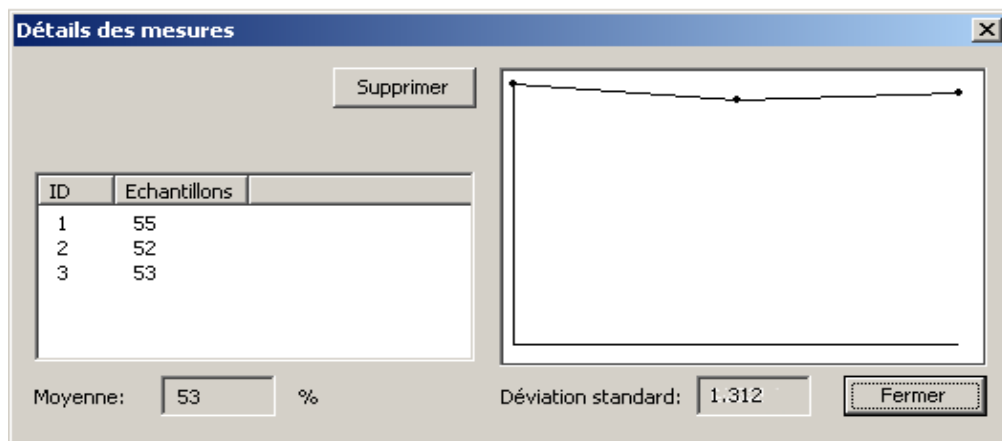 Détails des mesures
Supprimer
ID Echantillons
1 55
2 52
3 53
Moyenne: 53 %
Déviation standard: 1.312
Fermer